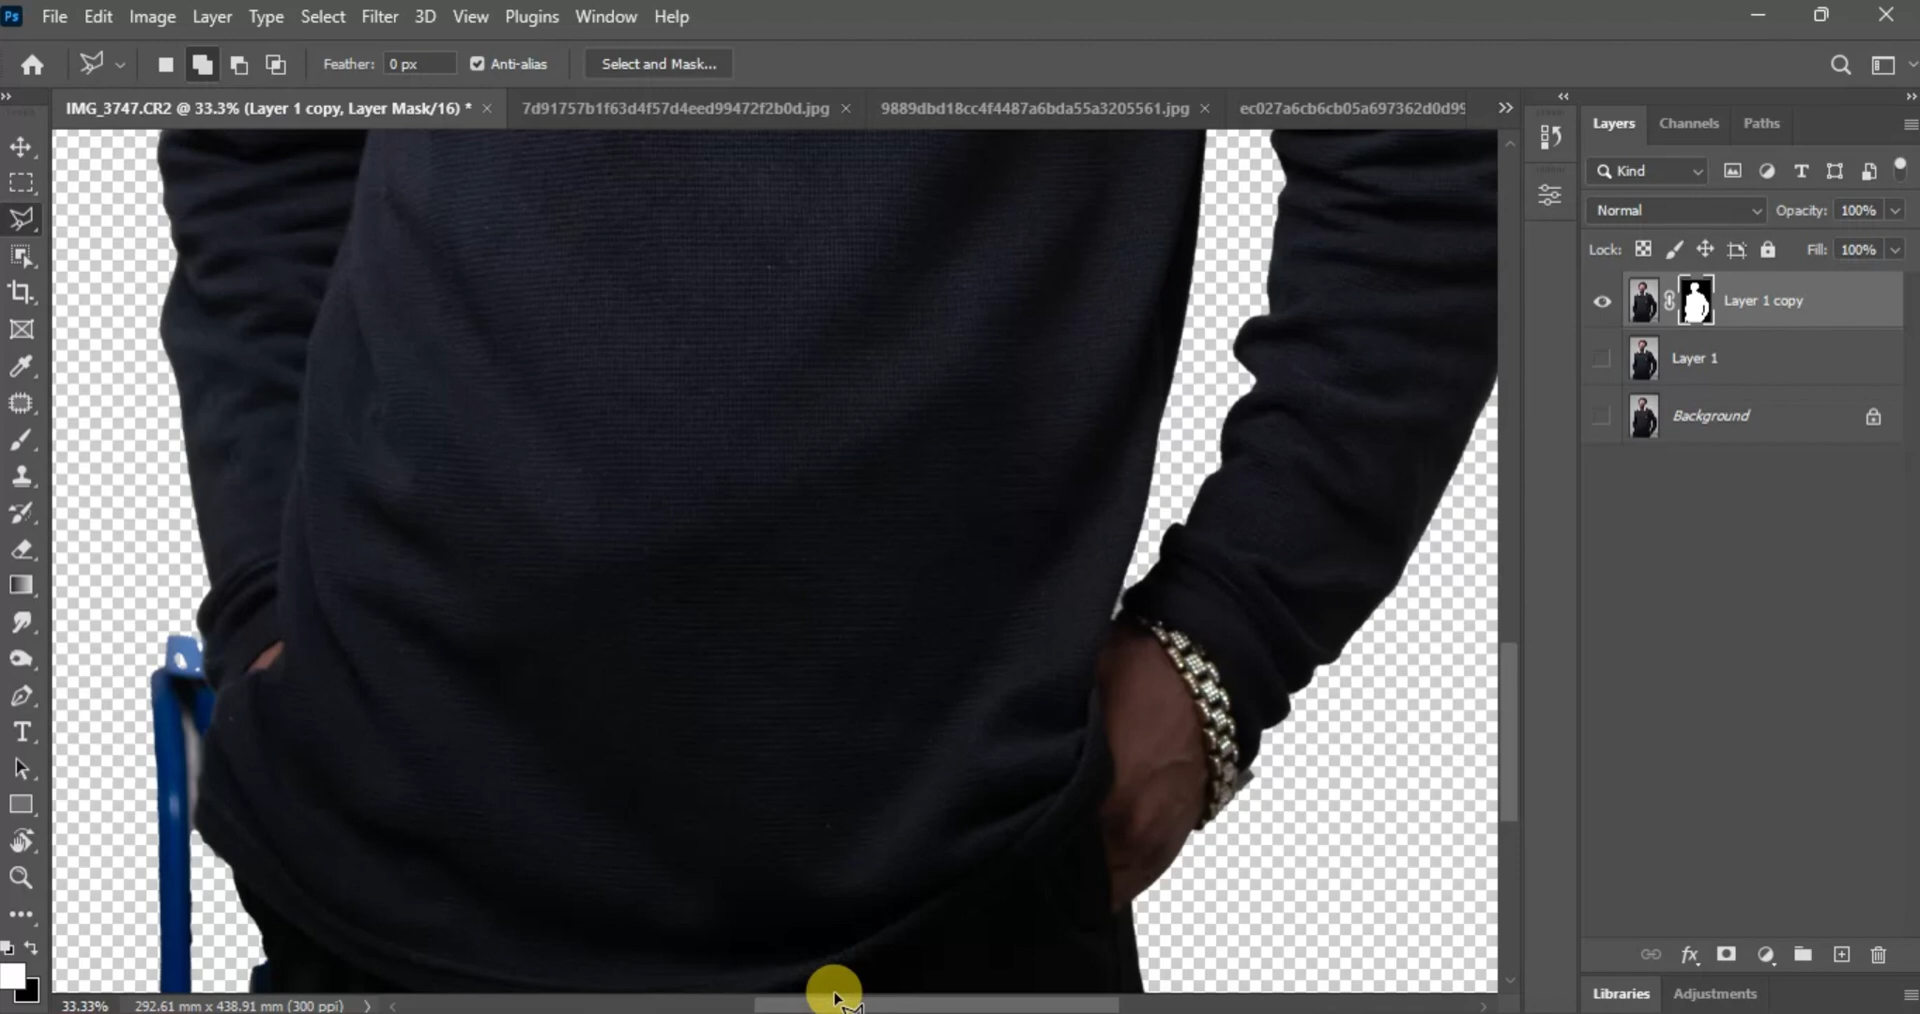 Ps File Edit Image Layer Type Select Filter 3D View Plugins Window Help
Feather: 0 px Anti-alias Select and Mask...
IMG_3747.CR2 @ 33.3% (Layer 1 copy, Layer Mask/16) * × 7d91757b1f63d4f57d4eed99472f2b0d.jpg × 9889dbd18cc4f4487a6bda55a3205561.jpg × ec027a6cb6cb05a697362d0d99
Layers Channels Paths
Kind
Normal Opacity: 100%
Lock: Fill: 100%
Layer 1 copy
Layer 1
Background
fx
Libraries Adjustments
33.33% 292.61 mm x 438.91 mm (300 ppi)